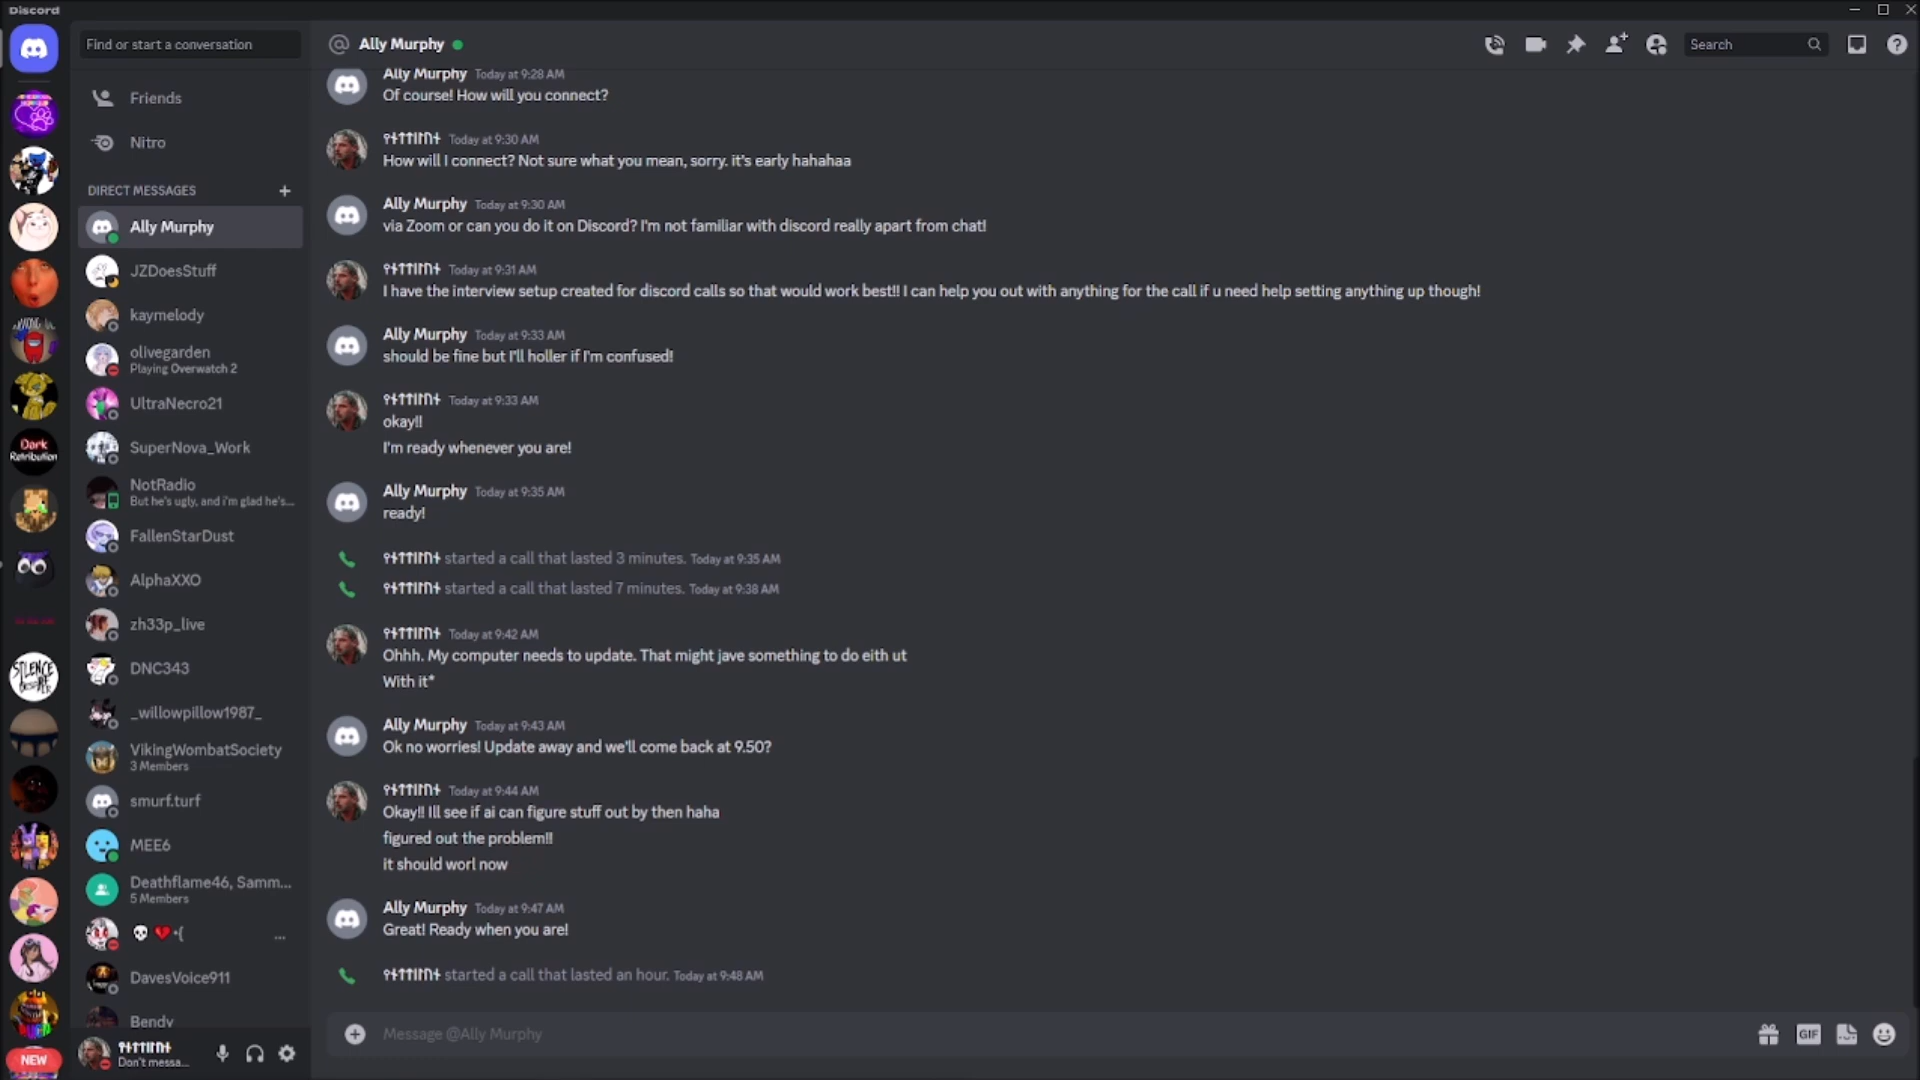 Discord
Find or start a conversation
Friends
Nitro
DIRECT MESSAGES
Ally Murphy
JZDoesStuff
kaymelody
olivegarden
Playing Overwatch 2
UltraNecro21
SuperNova_Work
NotRadio
But he's ugly, and i'm glad he's...
FallenStarDust
AlphaXXO
zh33p_live
DNC343
_willowpillow1987_
VikingWombatSociety
3 Members
smurf.turf
MEE6
Deathflame46, Samm...
5 Members
DavesVoice911
Bendy
Don't messa...
NEW
Dark
Retribution
Ally Murphy
Search
Ally Murphy Today at 9:28 AM
Of course! How will you connect?
Today at 9:30 AM
How will I connect? Not sure what you mean, sorry. it's early hahahaa
Ally Murphy Today at 9:30 AM
via Zoom or can you do it on Discord? I'm not familiar with discord really apart from chat!
Today at 9:31 AM
I have the interview setup created for discord calls so that would work best!! I can help you out with anything for the call if u need help setting anything up though!
Ally Murphy Today at 9:33 AM
should be fine but I'll holler if I'm confused!
Today at 9:33 AM
okay!!
I'm ready whenever you are!
Ally Murphy Today at 9:35 AM
ready!
started a call that lasted 3 minutes. Today at 9:35 AM
started a call that lasted 7 minutes. Today at 9:38 AM
Today at 9:42 AM
Ohhh. My computer needs to update. That might jave something to do eith ut
With it*
Ally Murphy Today at 9:43 AM
Ok no worries! Update away and we'll come back at 9.50?
Today at 9:44 AM
Okay!! Ill see if ai can figure stuff out by then haha
figured out the problem!!
it should worl now
Ally Murphy Today at 9:47 AM
Great! Ready when you are!
started a call that lasted an hour. Today at 9:48 AM
Message @Ally Murphy
GIF